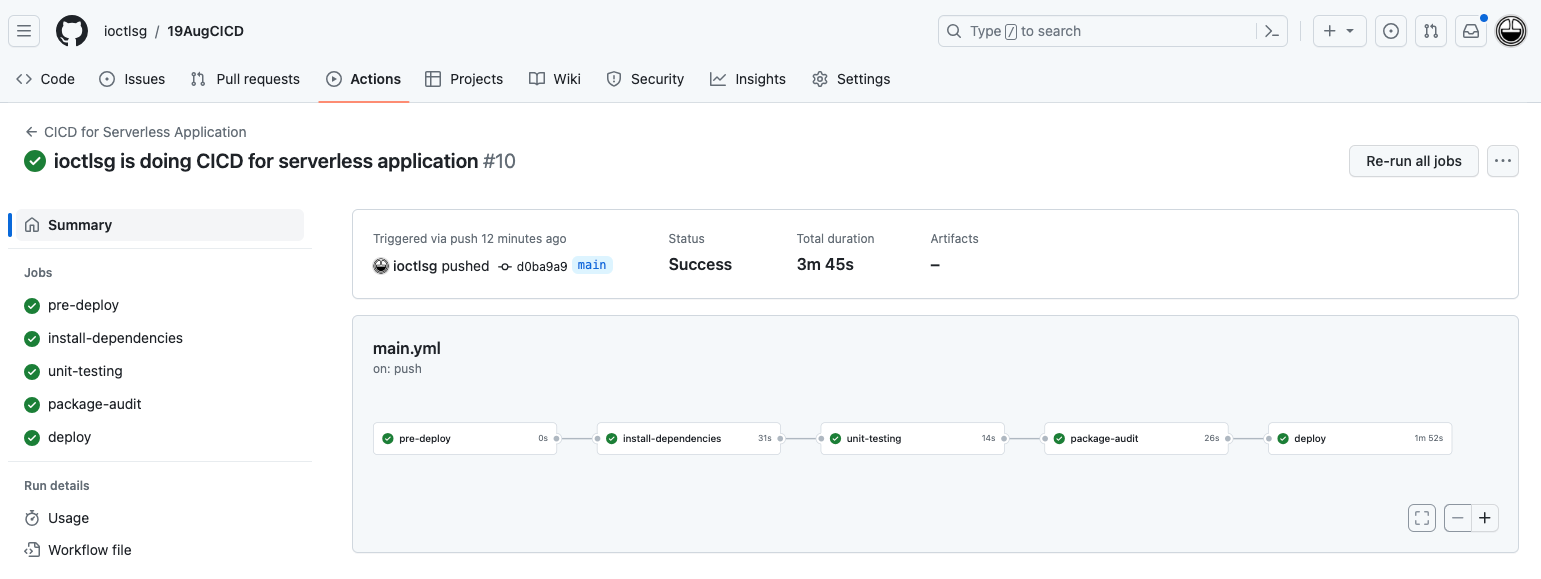 ioctlsg / 19AugCICD
Type / to search
Code Issues Pull requests Actions Projects Wiki Security Insights Settings
CICD for Serverless Application
ioctlsg is doing CICD for serverless application #10
Re-run all jobs
Summary
Jobs
pre-deploy
install-dependencies
unit-testing
package-audit
deploy
Run details
Usage
Workflow file
Triggered via push 12 minutes ago
ioctlsg pushed d0ba9a9 main
Status
Success
Total duration
3m 45s
Artifacts
–
main.yml
on: push
pre-deploy 0s
install-dependencies 31s
unit-testing 14s
package-audit 26s
deploy 1m 52s